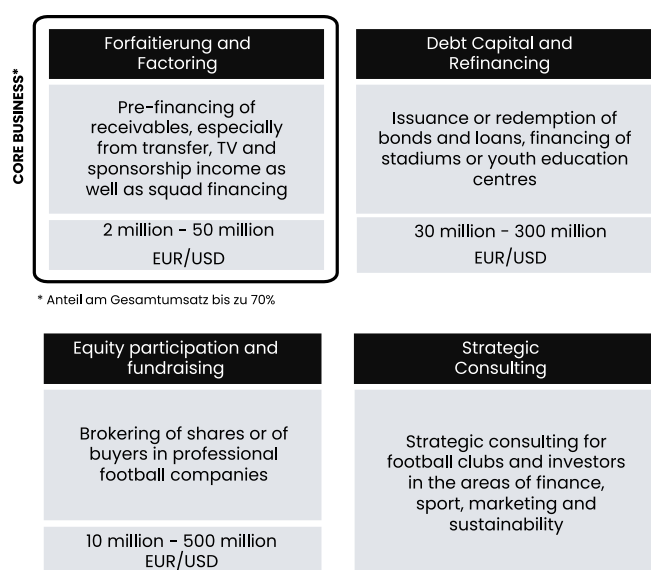 CORE BUSINESS*
Forfaitierung and
Factoring
Pre-financing of
receivables, especially
from transfer, TV and
sponsorship income as
well as squad financing
2 million - 50 million
EUR/USD
Debt Capital and
Refinancing
Issuance or redemption of
bonds and loans, financing of
stadiums or youth education
centres
30 million - 300 million
EUR/USD
* Anteil am Gesamtumsatz bis zu 70%
Equity participation and
fundraising
Brokering of shares or of
buyers in professional
football companies
10 million - 500 million
EUR/USD
Strategic
Consulting
Strategic consulting for
football clubs and investors
in the areas of finance,
sport, marketing and
sustainability